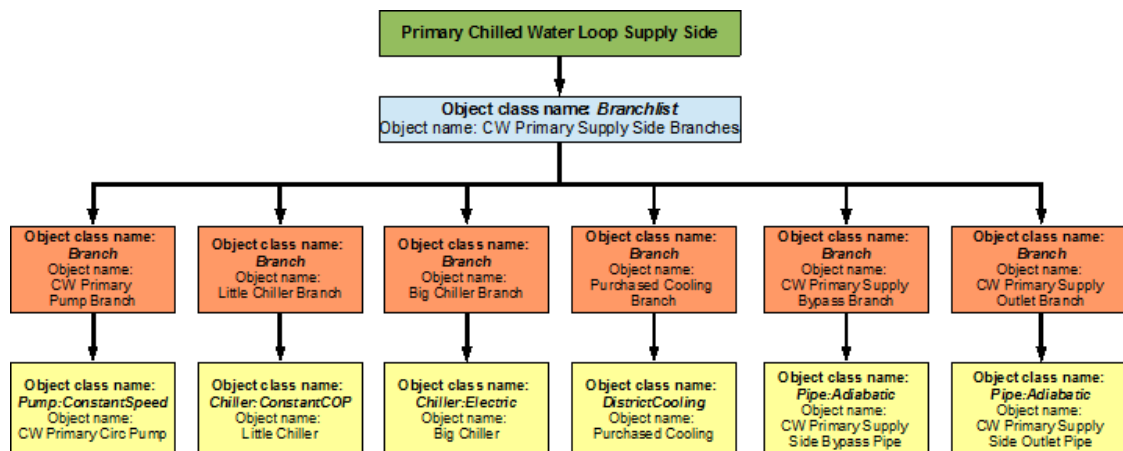 Primary Chilled Water Loop Supply Side
Object class name: Branchlist
Object name: CW Primary Supply Side Branches
Object class name:
Branch
Object name:
CW Primary
Pump Branch
Object class name:
Branch
Object name:
Little Chiller Branch
Object class name:
Branch
Object name:
Big Chiller Branch
Object class name:
Branch
Object name:
Purchased Cooling
Branch
Object class name:
Branch
Object name:
CW Primary Supply
Bypass Branch
Object class name:
Branch
Object name:
CW Primary Supply
Outlet Branch
Object class name:
Pump:ConstantSpeed
Object name:
CW Primary Circ Pump
Object class name:
Chiller:ConstantCOP
Object name:
Little Chiller
Object class name:
Chiller:Electric
Object name:
Big Chiller
Object class name:
DistrictCooling
Object name:
Purchased Cooling
Object class name:
Pipe:Adiabatic
Object name:
CW Primary Supply
Side Bypass Pipe
Object class name:
Pipe:Adiabatic
Object name:
CW Primary Supply
Side Outlet Pipe